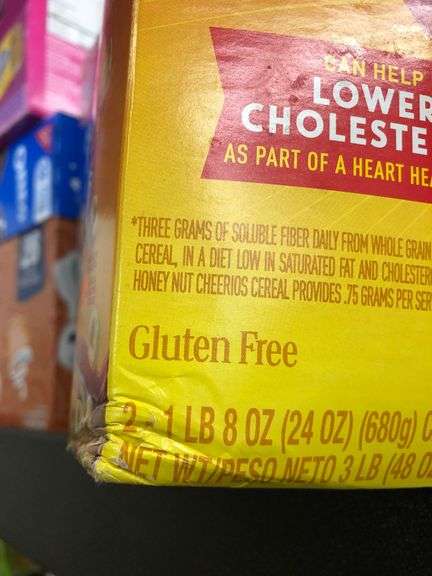 CAN HELP
LOWER
CHOLESTE
AS PART OF A HEART HEA
*THREE GRAMS OF SOLUBLE FIBER DAILY FROM WHOLE GRAIN
CEREAL, IN A DIET LOW IN SATURATED FAT AND CHOLESTERO
HONEY NUT CHEERIOS CEREAL PROVIDES .75 GRAMS PER SER
Gluten Free
2 - 1 LB 8 OZ (24 OZ) (680g) C
NET WT/PESO NETO 3 LB (48 OZ